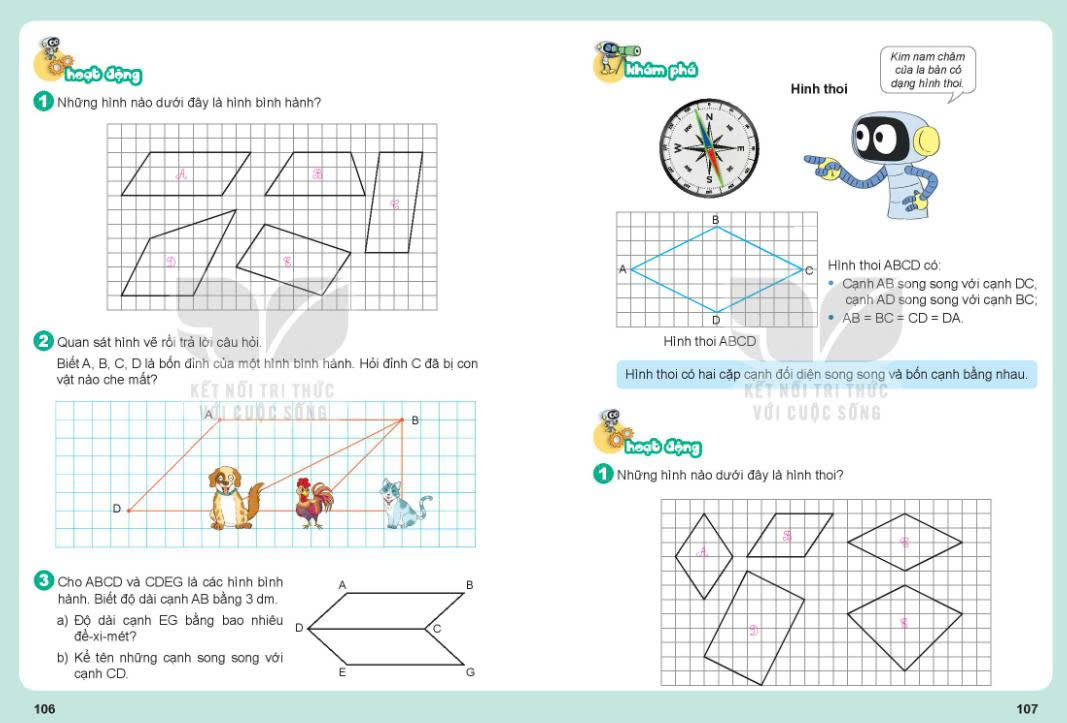 hoạt động
1 Những hình nào dưới đây là hình bình hành?
A
B
C
D
E
2 Quan sát hình vẽ rồi trả lời câu hỏi.
Biết A, B, C, D là bốn đỉnh của một hình bình hành. Hỏi đỉnh C đã bị con
vật nào che mất?
KẾT NỐI TRI THỨC
VỚI CUỘC SỐNG
A
B
D
3 Cho ABCD và CDEG là các hình bình
hành. Biết độ dài cạnh AB bằng 3 dm.
a) Độ dài cạnh EG bằng bao nhiêu
đề-xi-mét?
b) Kể tên những cạnh song song với
cạnh CD.
A
B
D
C
E
G
106
khám phá
Hình thoi
Kim nam châm
của la bàn có
dạng hình thoi.
N
W
E
S
B
A
C
D
Hình thoi ABCD
Hình thoi ABCD có:
• Cạnh AB song song với cạnh DC,
cạnh AD song song với cạnh BC;
• AB = BC = CD = DA.
Hình thoi có hai cặp cạnh đối diện song song và bốn cạnh bằng nhau.
KẾT NỐI TRI THỨC
VỚI CUỘC SỐNG
hoạt động
1 Những hình nào dưới đây là hình thoi?
A
B
C
D
E
107